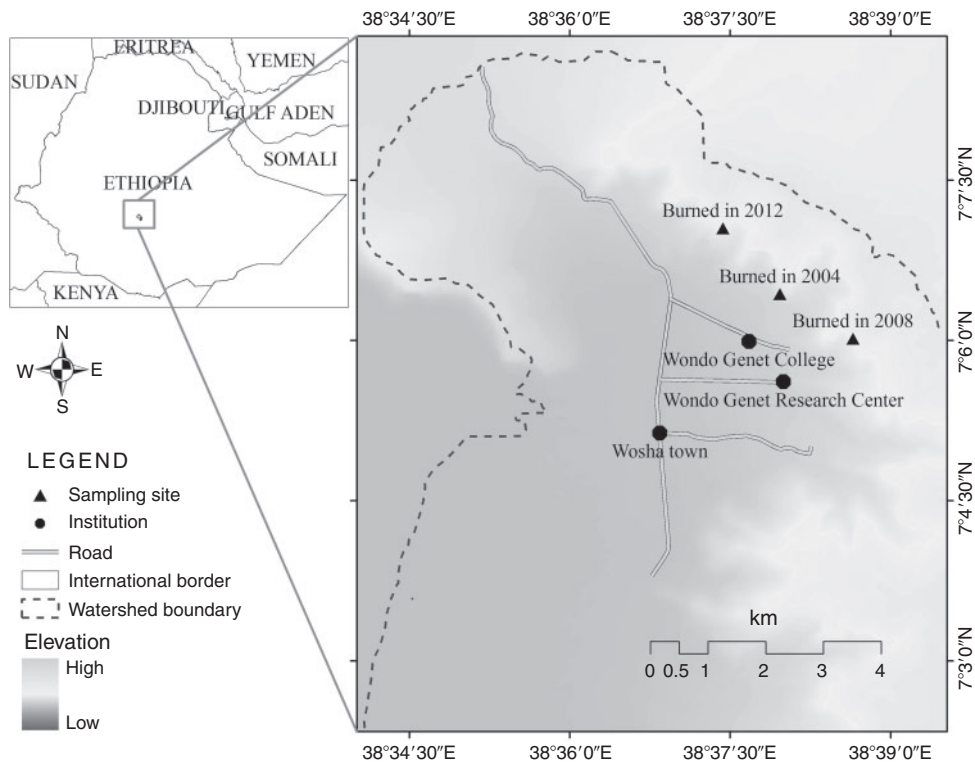 38°34′30″E
38°36′0″E
38°37′30″E
38°39′0″E
ERITREA
YEMEN
SUDAN
DJIBOUTI
GULF ADEN
SOMALI
ETHIOPIA
KENYA
N
W
E
S
LEGEND
Sampling site
Institution
Road
International border
Watershed boundary
Elevation
High
Low
Burned in 2012
Burned in 2004
Burned in 2008
Wondo Genet College
Wondo Genet Research Center
Wosha town
km
0 0.5 1 2 3 4
7°7′30″N
7°6′0″N
7°4′30″N
7°3′0″N
38°34′30″E
38°36′0″E
38°37′30″E
38°39′0″E